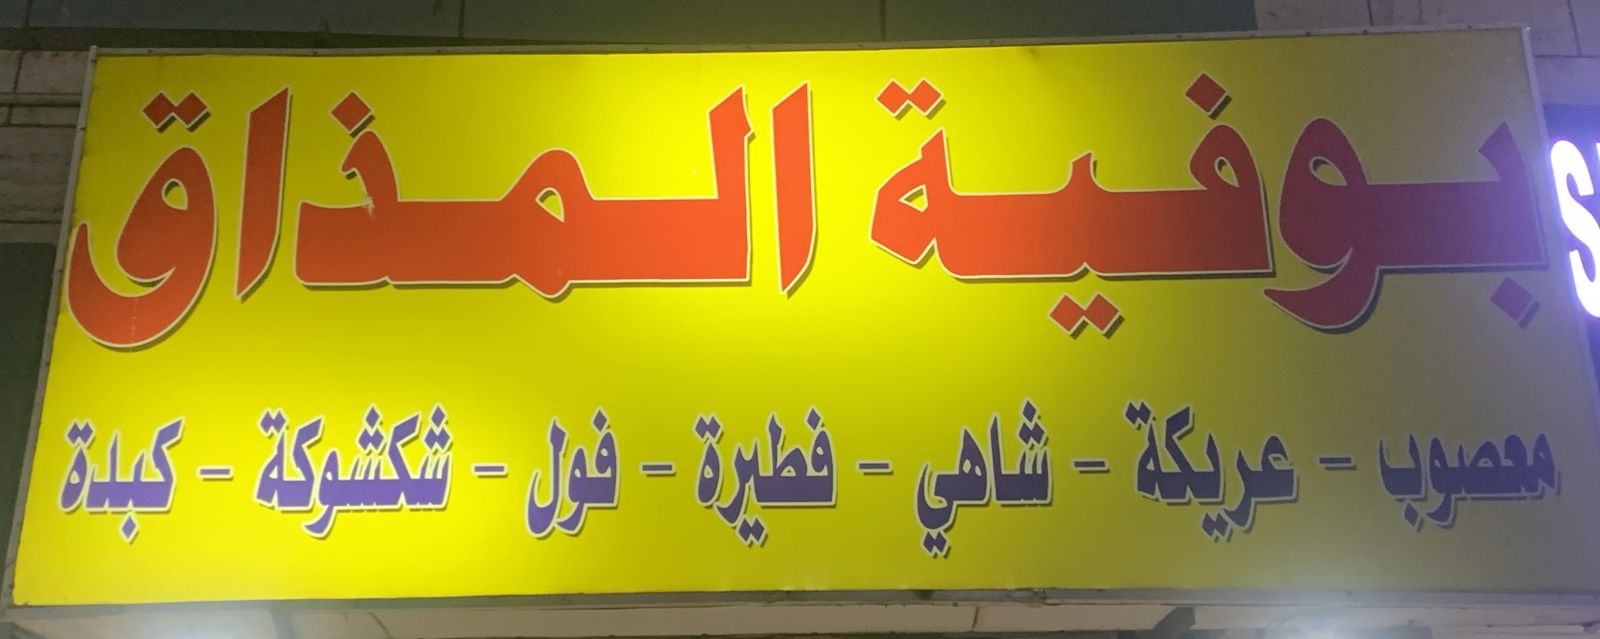 بوفية المذاق
معصوب - عريكة - شاهي - فطيرة - فول - شكشوكة - كبدة